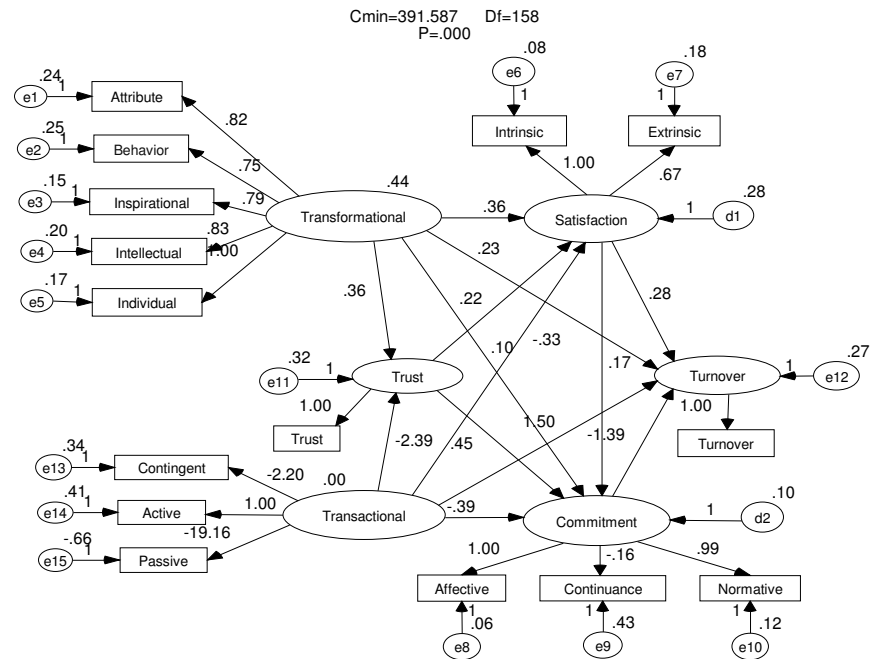 Cmin=391.587 Df=158
P=.000
.24
e1
1
Attribute
.25
e2
1
Behavior
.15
e3
1
Inspirational
.20
e4
1
Intellectual
.17
e5
1
Individual
.82
.75
.79
.83
1.00
.44
Transformational
.08
e6
1
Intrinsic
.18
e7
1
Extrinsic
1.00
.67
.36
Satisfaction
1
.28
d1
.23
.36
.22
.10
-.33
.28
.17
.32
e11
1
Trust
1.00
Trust
Turnover
1
.27
e12
1.00
Turnover
-2.39
.45
1.50
-1.39
.34
e13
1
Contingent
.41
e14
1
Active
-.66
e15
1
Passive
-2.20
1.00
-19.16
.00
Transactional
-.39
Commitment
1
.10
d2
1.00
-.16
.99
Affective
Continuance
Normative
1
.06
e8
1
.43
e9
1
.12
e10